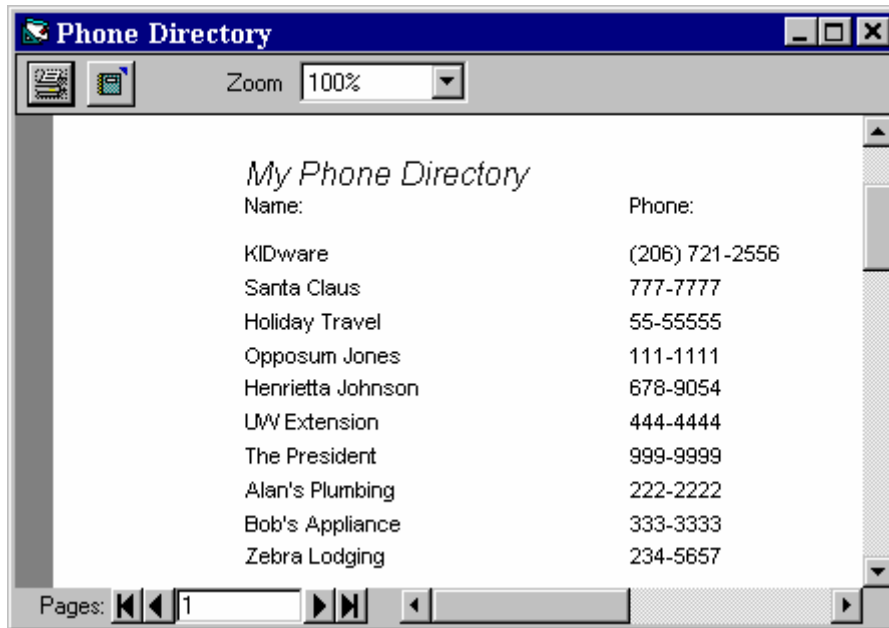 Phone Directory
Zoom 100%
My Phone Directory
Name: Phone:
KIDware (206) 721-2556
Santa Claus 777-7777
Holiday Travel 55-55555
Opposum Jones 111-1111
Henrietta Johnson 678-9054
UW Extension 444-4444
The President 999-9999
Alan's Plumbing 222-2222
Bob's Appliance 333-3333
Zebra Lodging 234-5657
Pages: 1